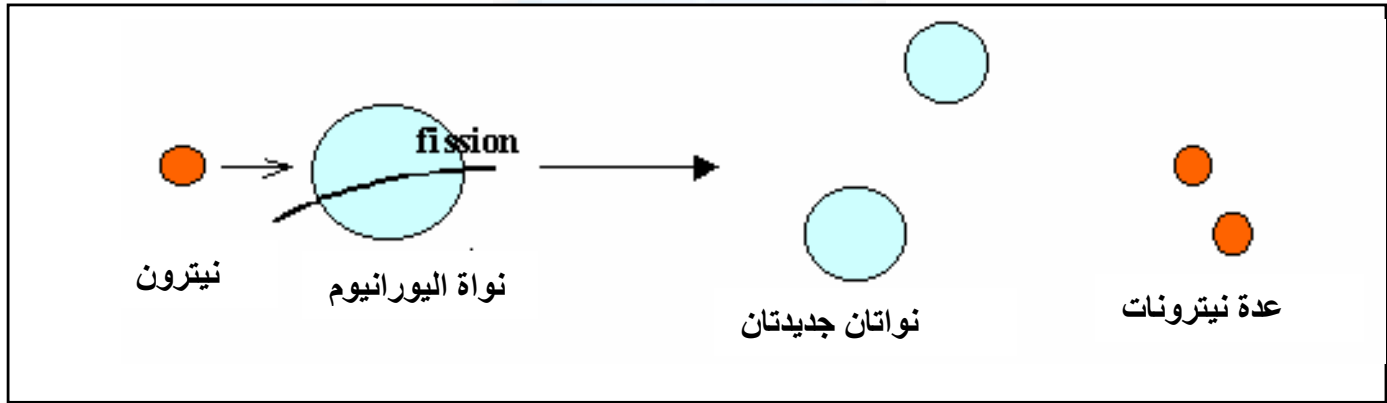 fission
نيترون
نواة اليورانيوم
نواتان جديدتان
عدة نيترونات